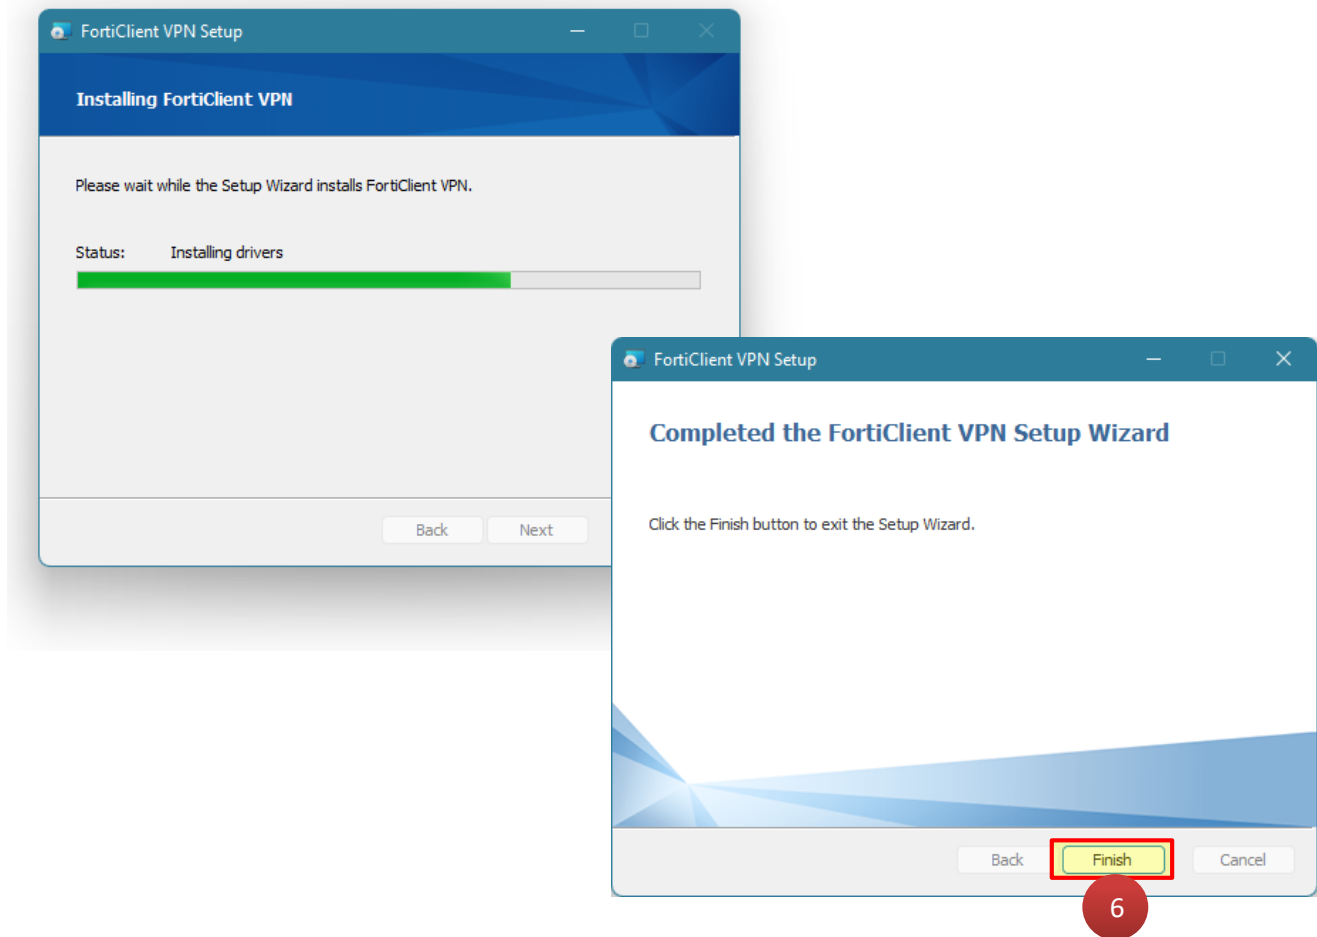 FortiClient VPN Setup
Installing FortiClient VPN
Please wait while the Setup Wizard installs FortiClient VPN.
Status: Installing drivers
Back Next
FortiClient VPN Setup
Completed the FortiClient VPN Setup Wizard
Click the Finish button to exit the Setup Wizard.
Back Finish Cancel
6